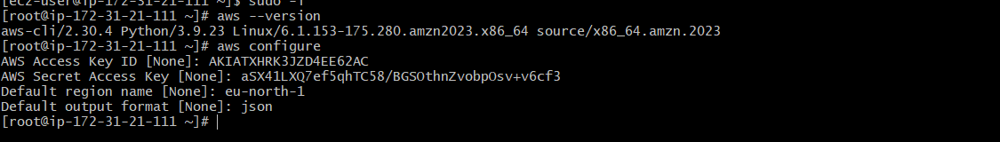 [ec2-user@ip-172-31-21-111 ~]$ sudo
[root@ip-172-31-21-111 ~]# aws --version
aws-cli/2.30.4 Python/3.9.23 Linux/6.1.153-175.280.amzn2023.x86_64 source/x86_64.amzn.2023
[root@ip-172-31-21-111 ~]# aws configure
AWS Access Key ID [None]: AKIATXHRK3JZD4EE62AC
AWS Secret Access Key [None]: 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
Default region name [None]: eu-north-1
Default output format [None]: json
[root@ip-172-31-21-111 ~]#